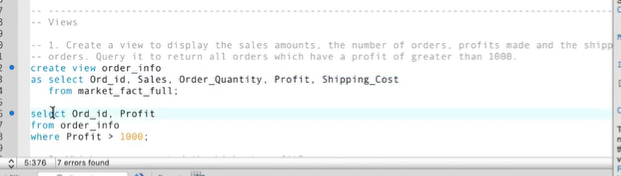 -- Views
-- 1. Create a view to display the sales amounts, the number of orders, profits made and the shipp
-- orders. Query it to return all orders which have a profit of greater than 1000.
create view order_info
as select Ord_id, Sales, Order_Quantity, Profit, Shipping_Cost
from market_fact_full;
select Ord_id, Profit
from order_info
where Profit > 1000;
5:376 7 errors found